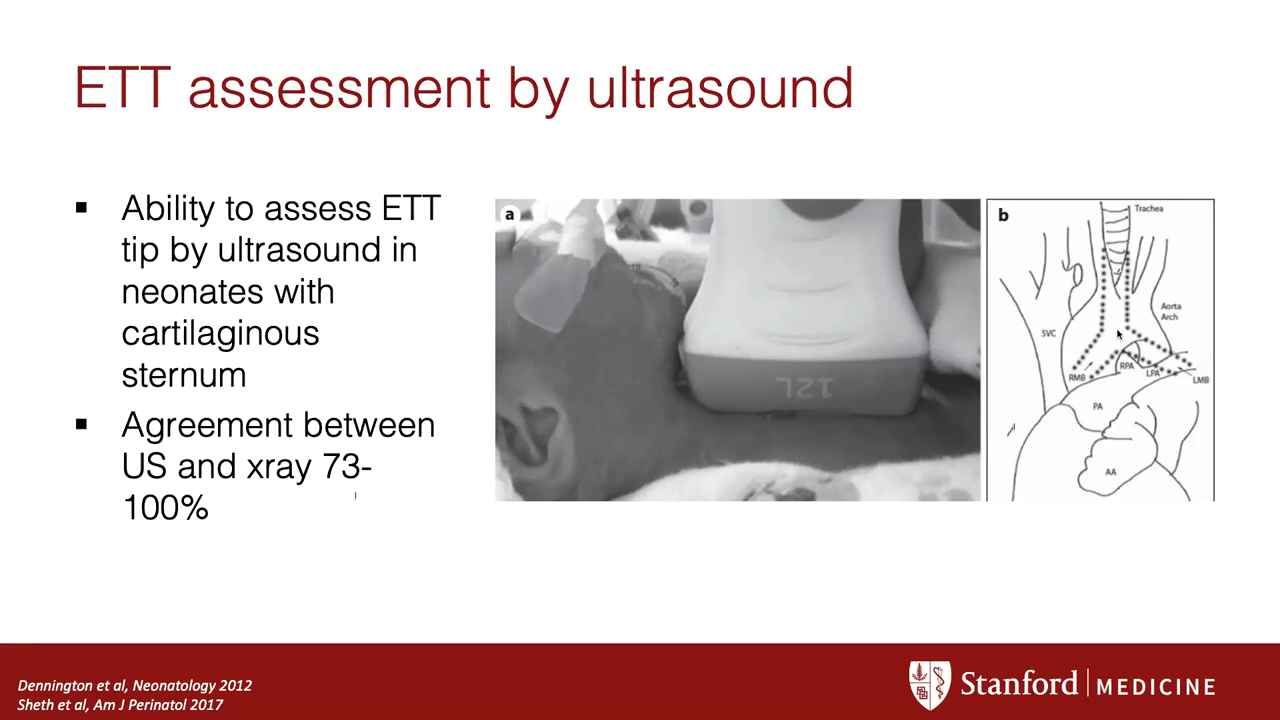 ETT assessment by ultrasound
▪ Ability to assess ETT
tip by ultrasound in
neonates with
cartilaginous
sternum
▪ Agreement between
US and xray 73-
100%
a
12L
b
Trachea
Aorta
Arch
SVC
RMB
RPA
LPA
LMB
PA
AA
Dennington et al, Neonatology 2012
Sheth et al, Am J Perinatol 2017
Stanford MEDICINE